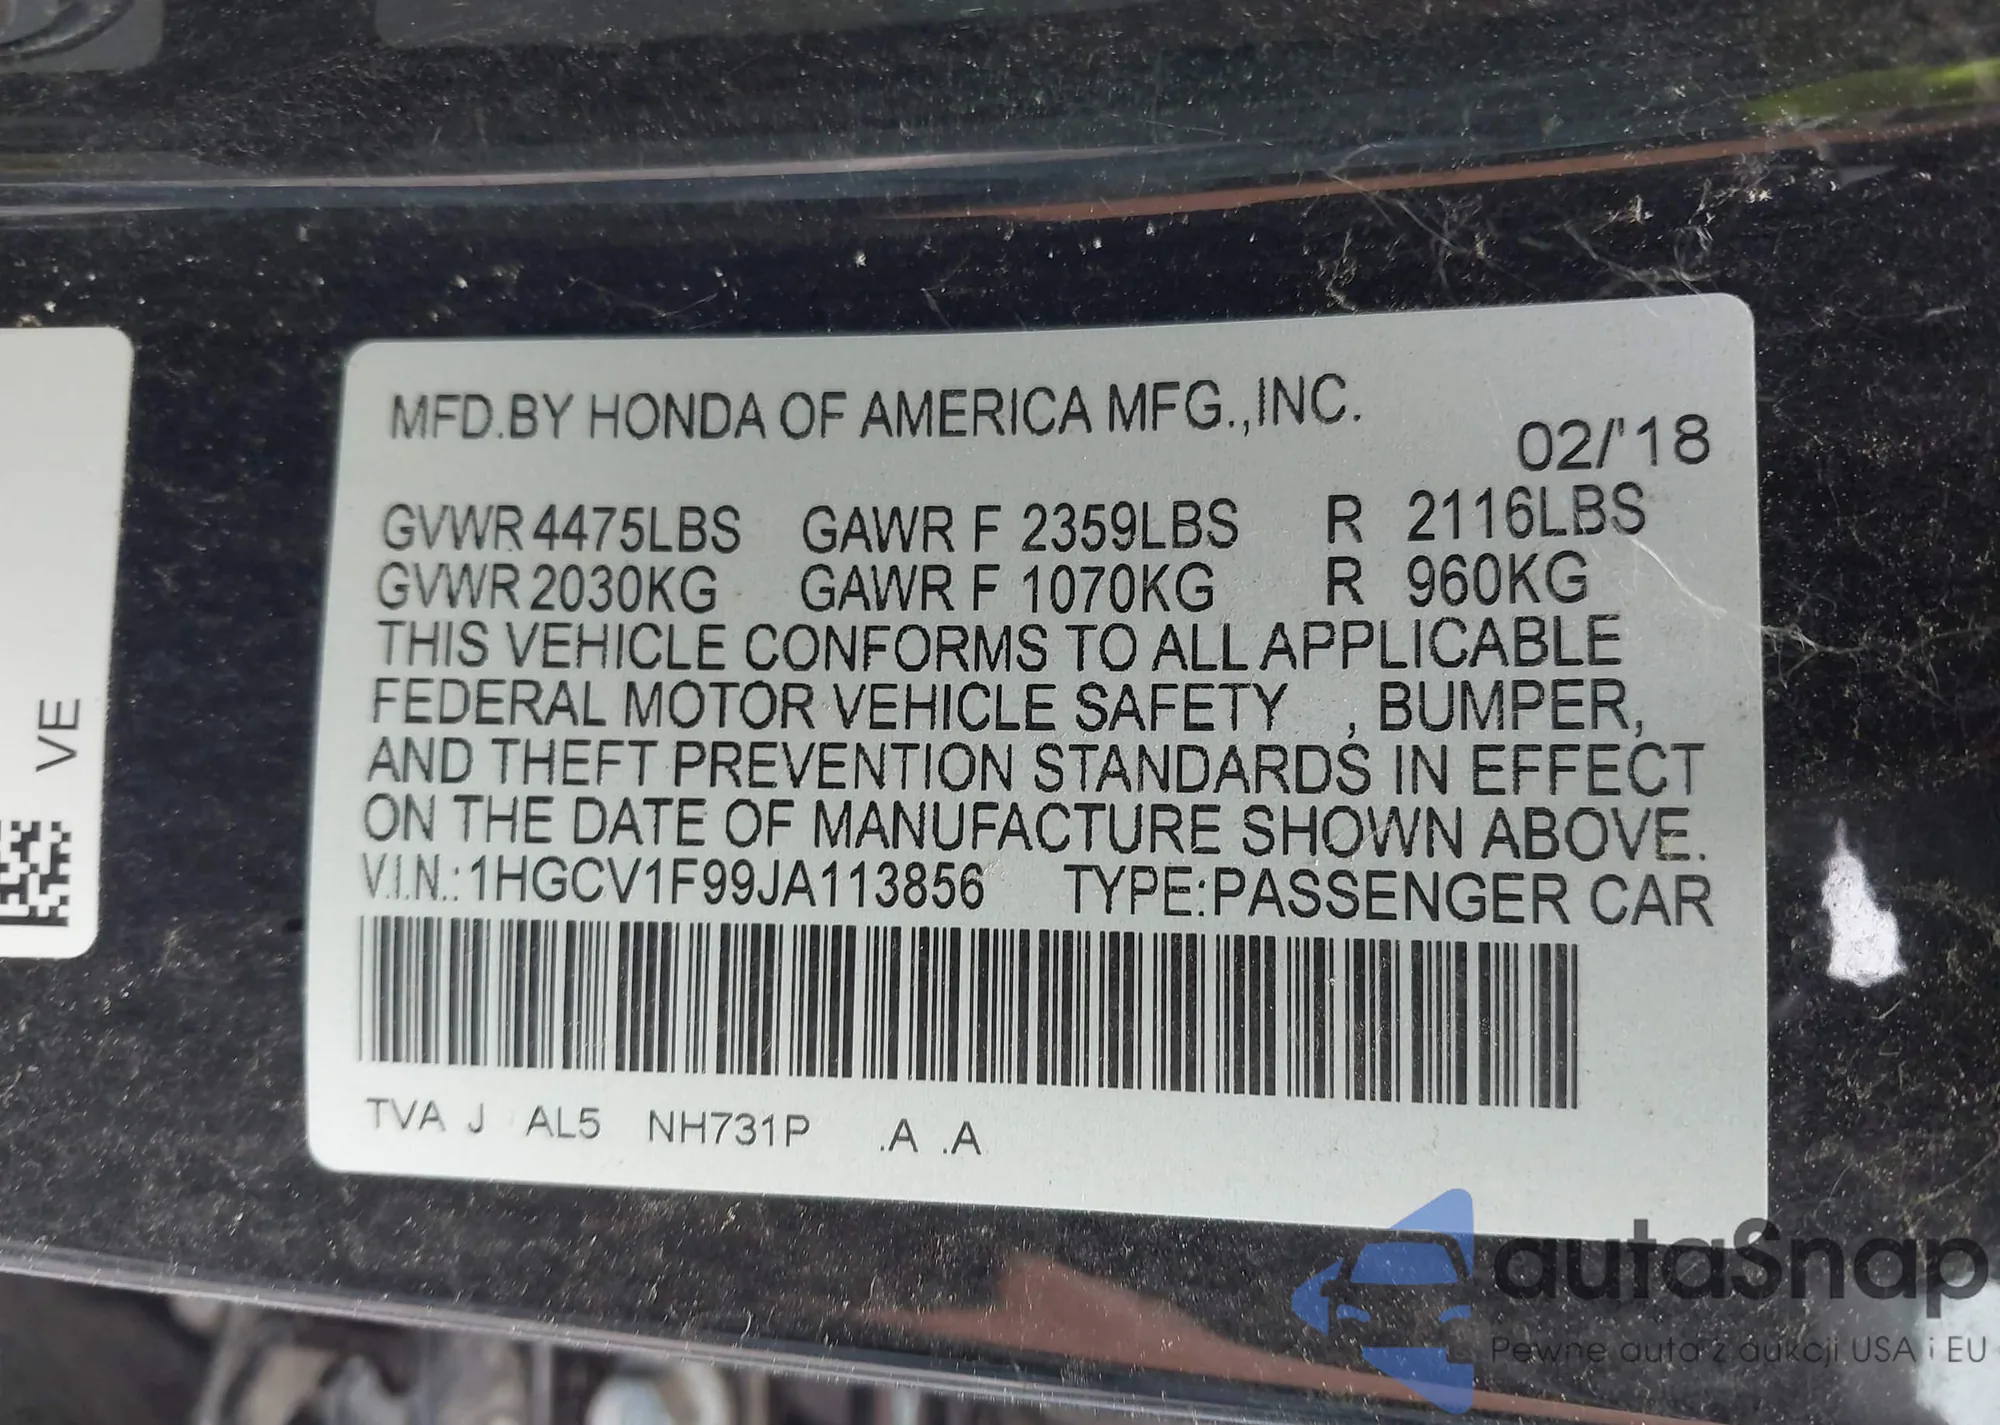 MFD.BY HONDA OF AMERICA MFG.,INC.
02/'18
GVWR 4475LBS GAWR F 2359LBS R 2116LBS
GVWR 2030KG GAWR F 1070KG R 960KG
THIS VEHICLE CONFORMS TO ALL APPLICABLE
FEDERAL MOTOR VEHICLE SAFETY , BUMPER,
AND THEFT PREVENTION STANDARDS IN EFFECT
ON THE DATE OF MANUFACTURE SHOWN ABOVE.
V.I.N.:1HGCV1F99JA113856 TYPE:PASSENGER CAR
TVA J AL5 NH731P .A .A
VE
autaSnap
Pewne auta z aukcji USA i EU